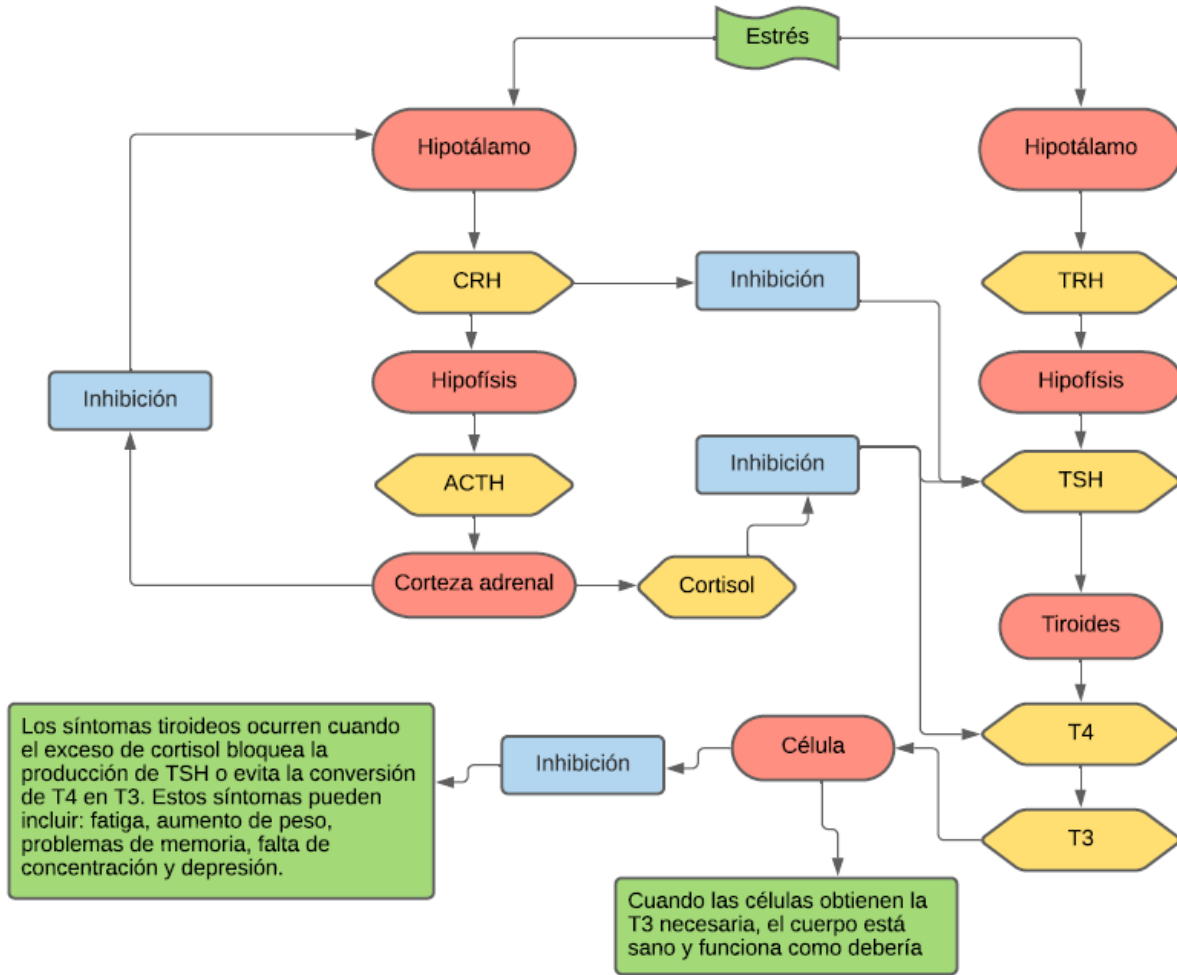 Estrés
Hipotálamo
Hipotálamo
CRH
Inhibición
TRH
Hipofísis
Hipofísis
Inhibición
Inhibición
ACTH
TSH
Corteza adrenal
Cortisol
Tiroides
Los síntomas tiroideos ocurren cuando
el exceso de cortisol bloquea la
producción de TSH o evita la conversión
de T4 en T3. Estos síntomas pueden
incluir: fatiga, aumento de peso,
problemas de memoria, falta de
concentración y depresión.
Inhibición
Célula
T4
T3
Cuando las células obtienen la
T3 necesaria, el cuerpo está
sano y funciona como debería